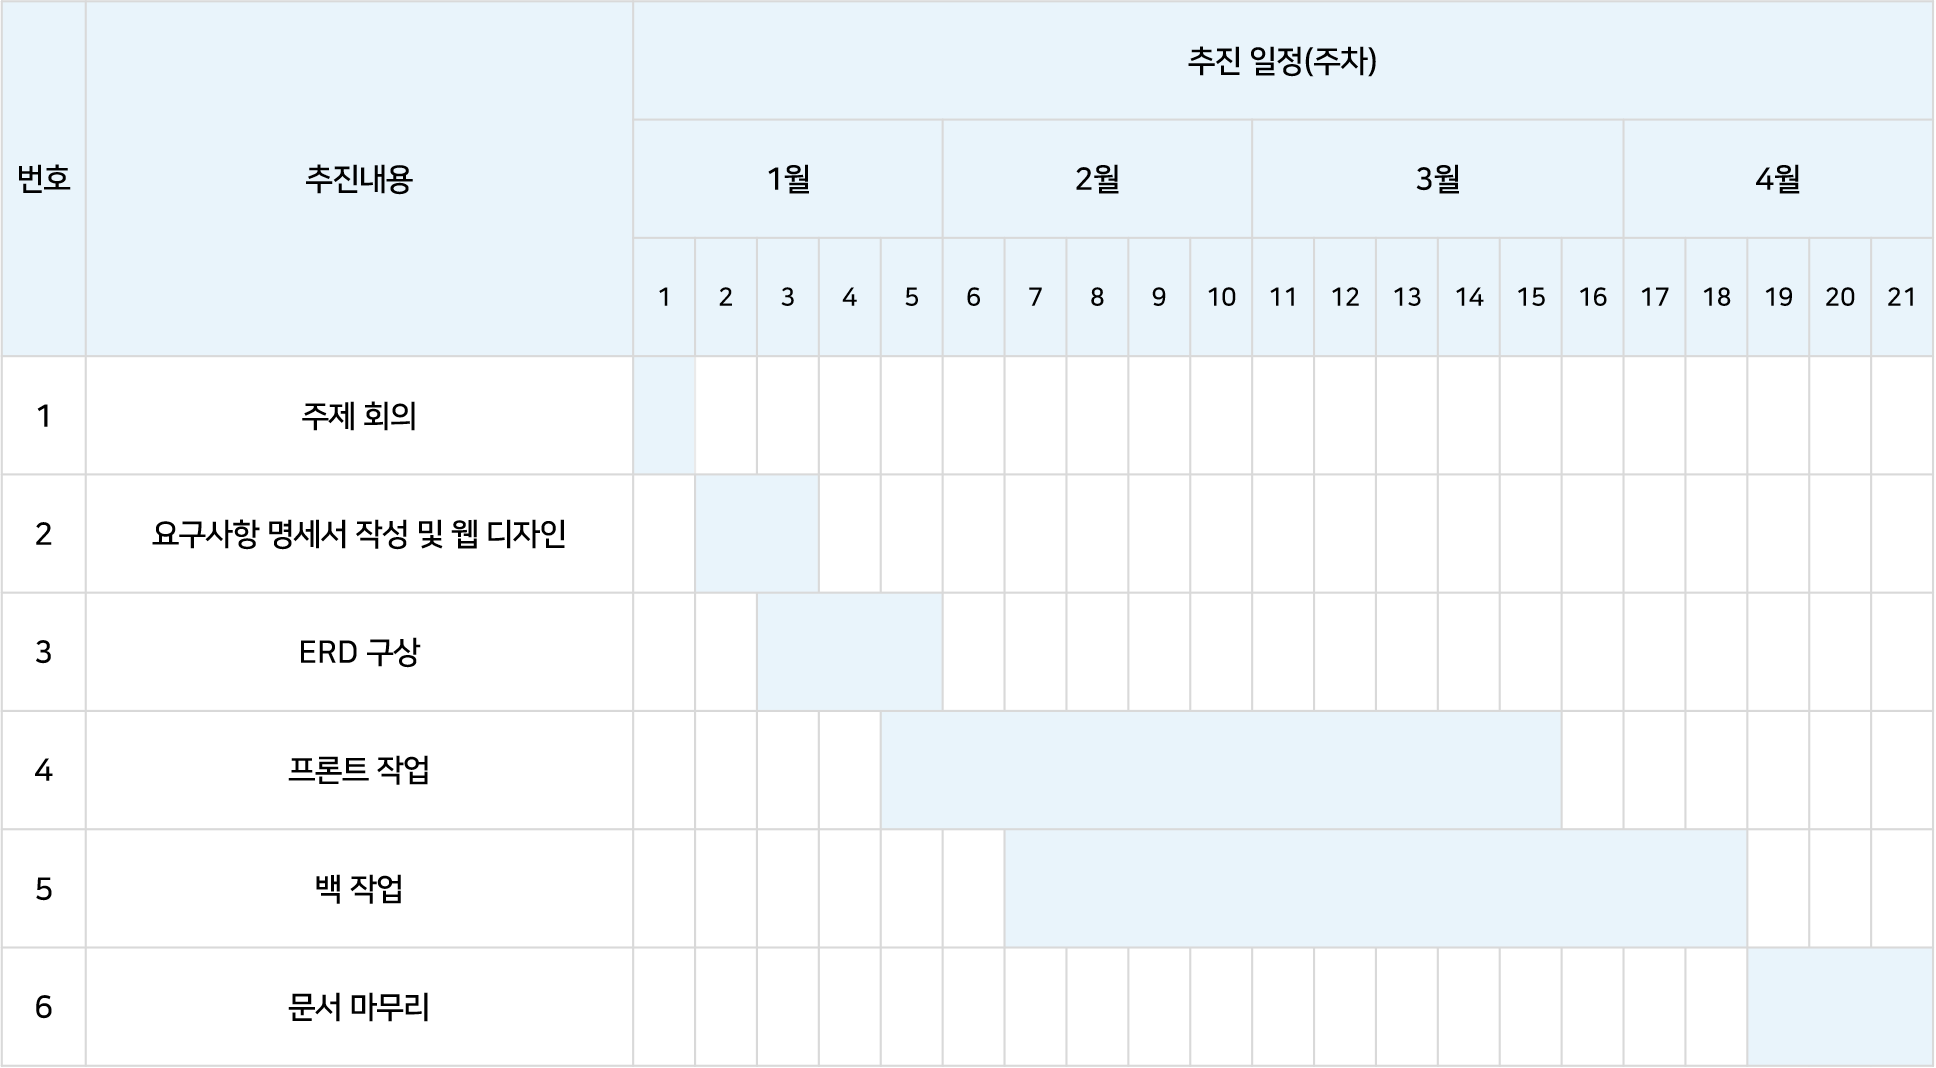 번호
추진내용
추진 일정(주차)
1월 2월 3월 4월
1 2 3 4 5 6 7 8 9 10 11 12 13 14 15 16 17 18 19 20 21
1 주제 회의
2 요구사항 명세서 작성 및 웹 디자인
3 ERD 구상
4 프론트 작업
5 백 작업
6 문서 마무리